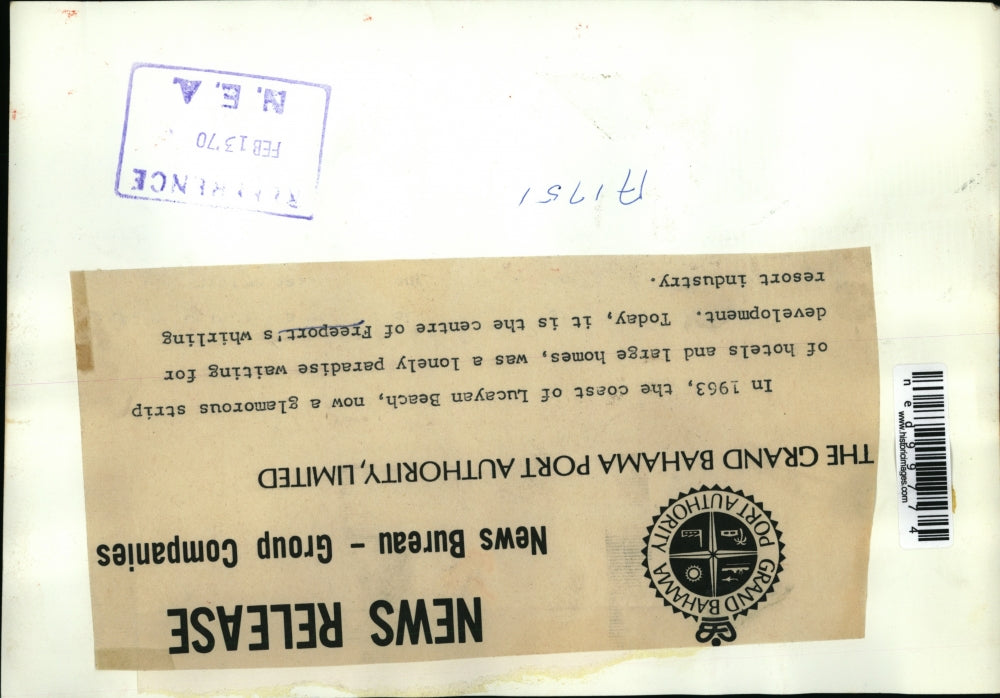 NEWS RELEASE
News Bureau - Group Companies
GRAND BAHAMA
PORT AUTHORITY
THE GRAND BAHAMA PORT AUTHORITY, LIMITED
In 1963, the coast of Lucayan Beach, now a glamorous strip
of hotels and large homes, was a lonely paradise waiting for
development. Today, it is the centre of Freeport's whirling
resort industry.
A1751
REFERENCE
FEB 13 '70
N.E.A.
www.historicimages.com